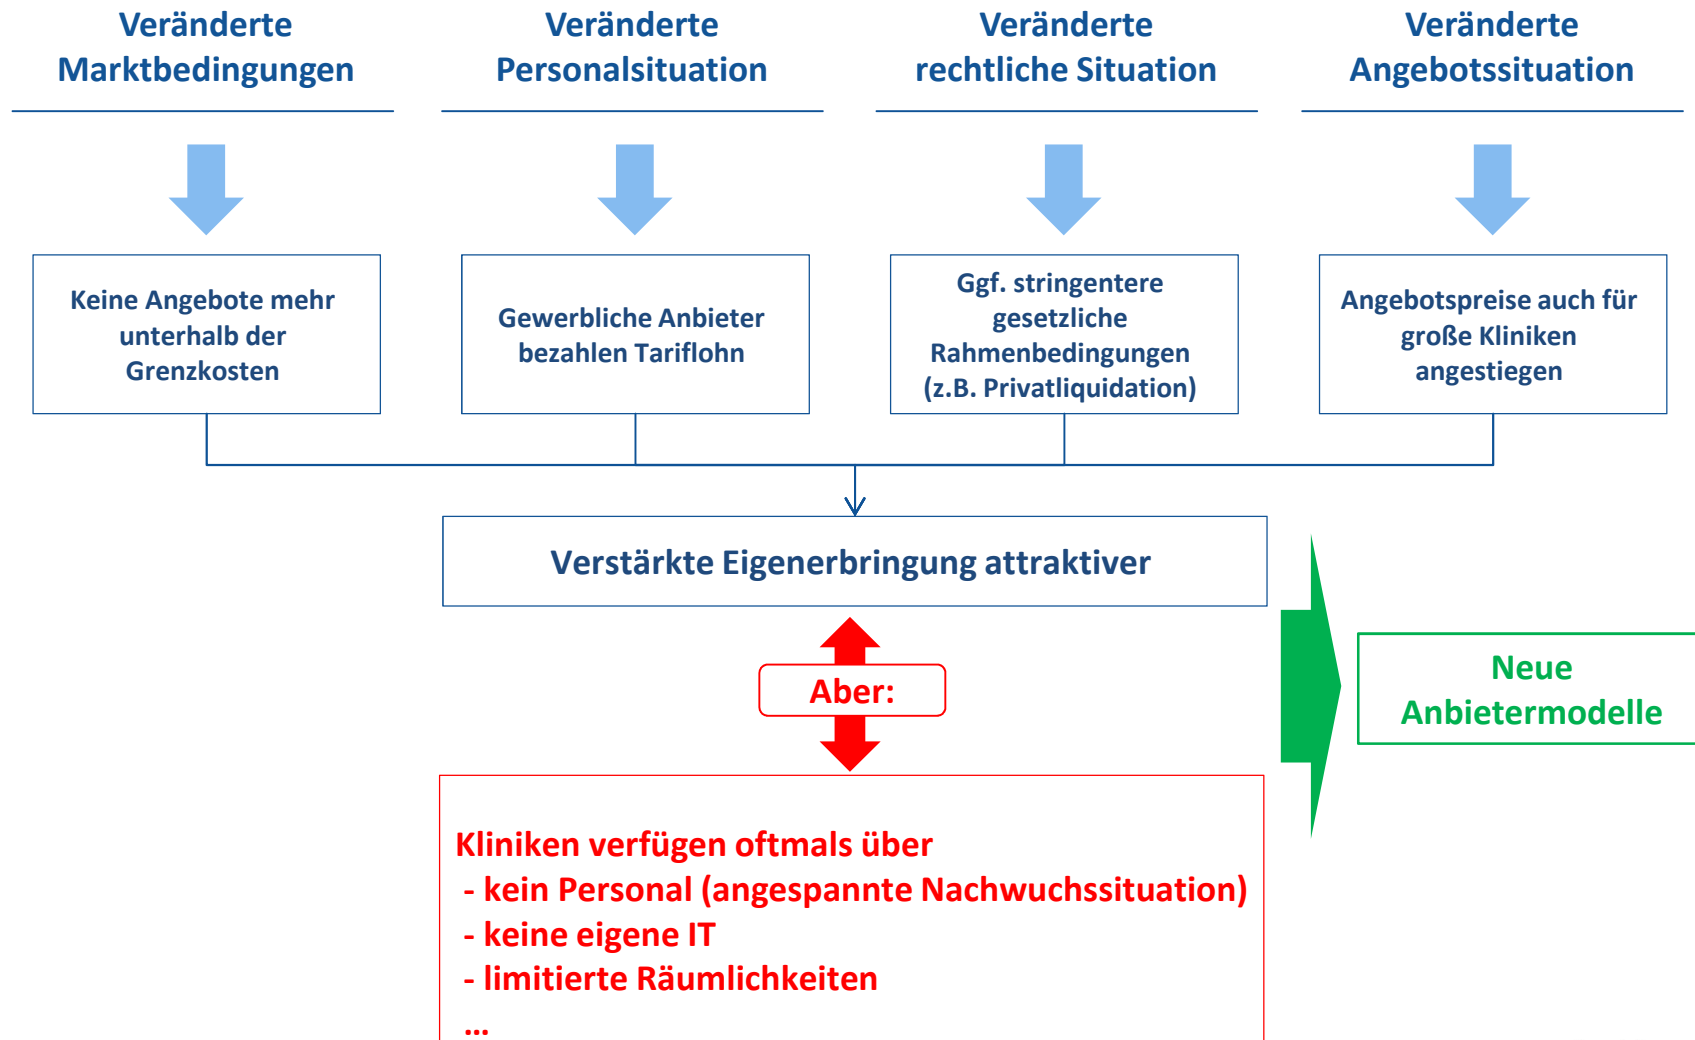 Veränderte
Marktbedingungen
Veränderte
Personalsituation
Veränderte
rechtliche Situation
Veränderte
Angebotssituation
Keine Angebote mehr
unterhalb der
Grenzkosten
Gewerbliche Anbieter
bezahlen Tariflohn
Ggf. stringentere
gesetzliche
Rahmenbedingungen
(z.B. Privatliquidation)
Angebotspreise auch für
große Kliniken
angestiegen
Verstärkte Eigenerbringung attraktiver
Aber:
Neue
Anbietermodelle
Kliniken verfügen oftmals über
- kein Personal (angespannte Nachwuchssituation)
- keine eigene IT
- limitierte Räumlichkeiten
...